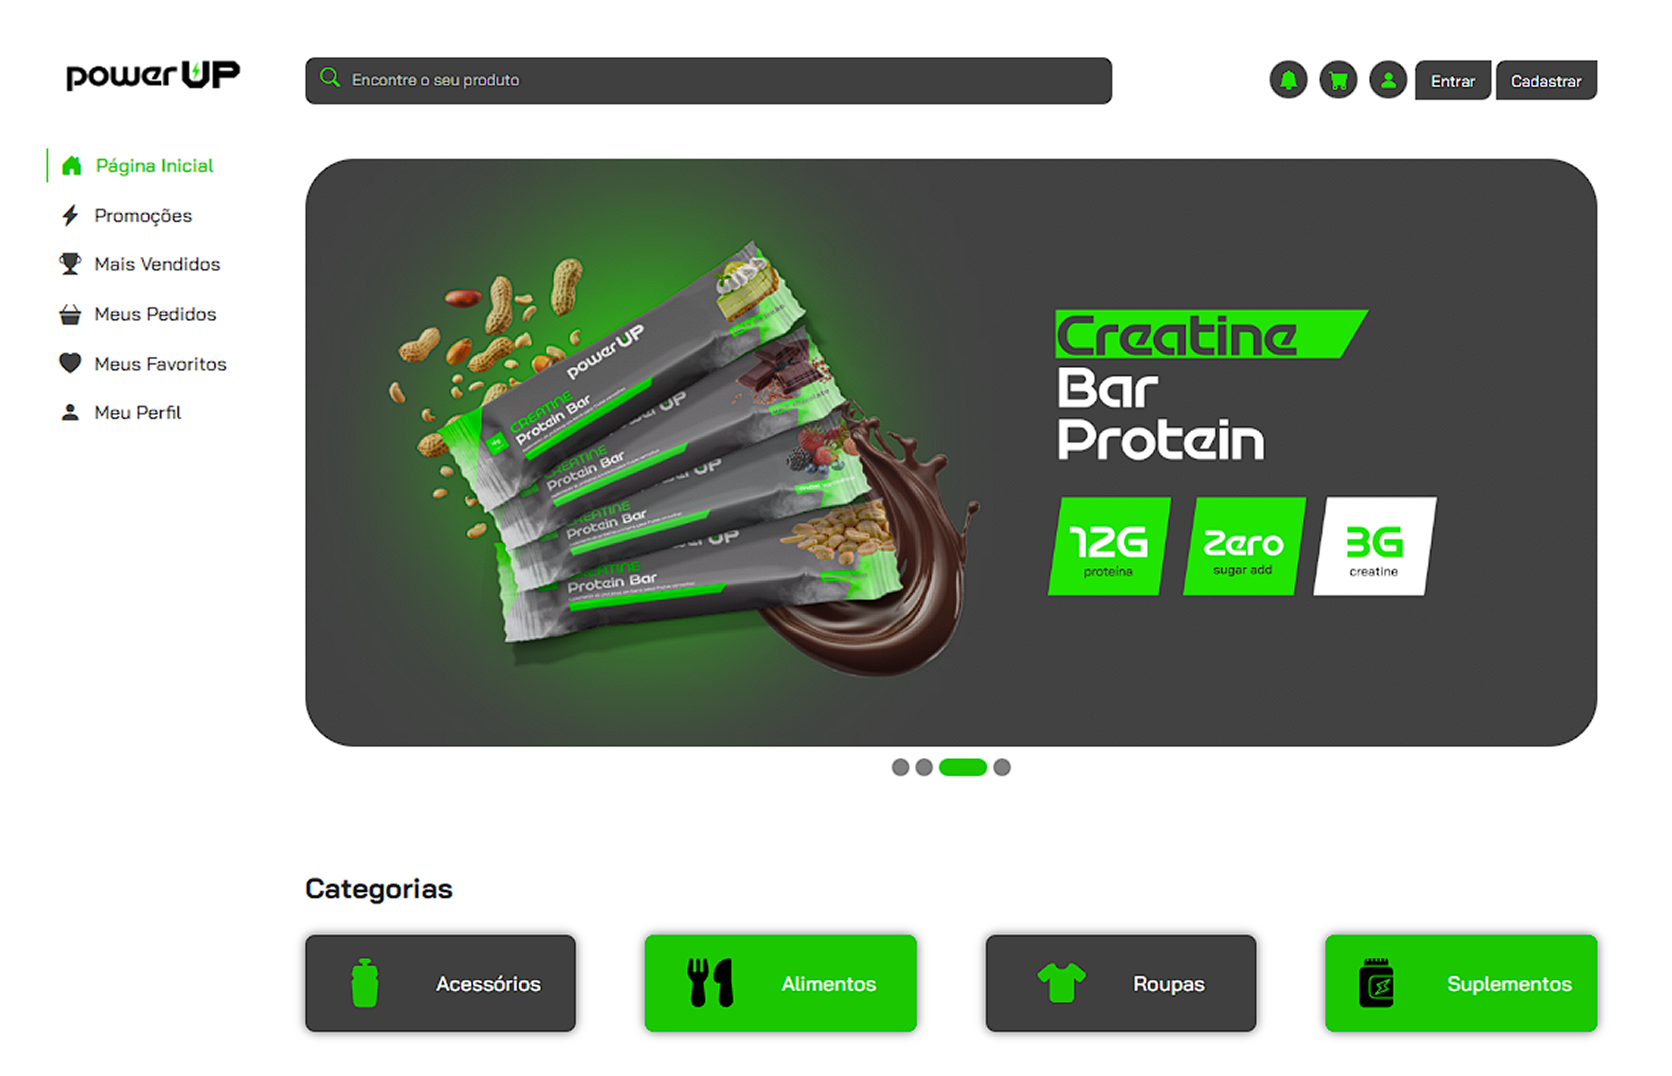 powerUP
Encontre o seu produto
Entrar
Cadastrar
Página Inicial
Promoções
Mais Vendidos
Meus Pedidos
Meus Favoritos
Meu Perfil
powerUP
CREATINE
Protein Bar
CREATINE
Protein Bar
CREATINE
Protein Bar
CREATINE
Protein Bar
Creatine
Bar
Protein
12G
proteína
Zero
sugar add
3G
creatine
Categorias
Acessórios
Alimentos
Roupas
Suplementos